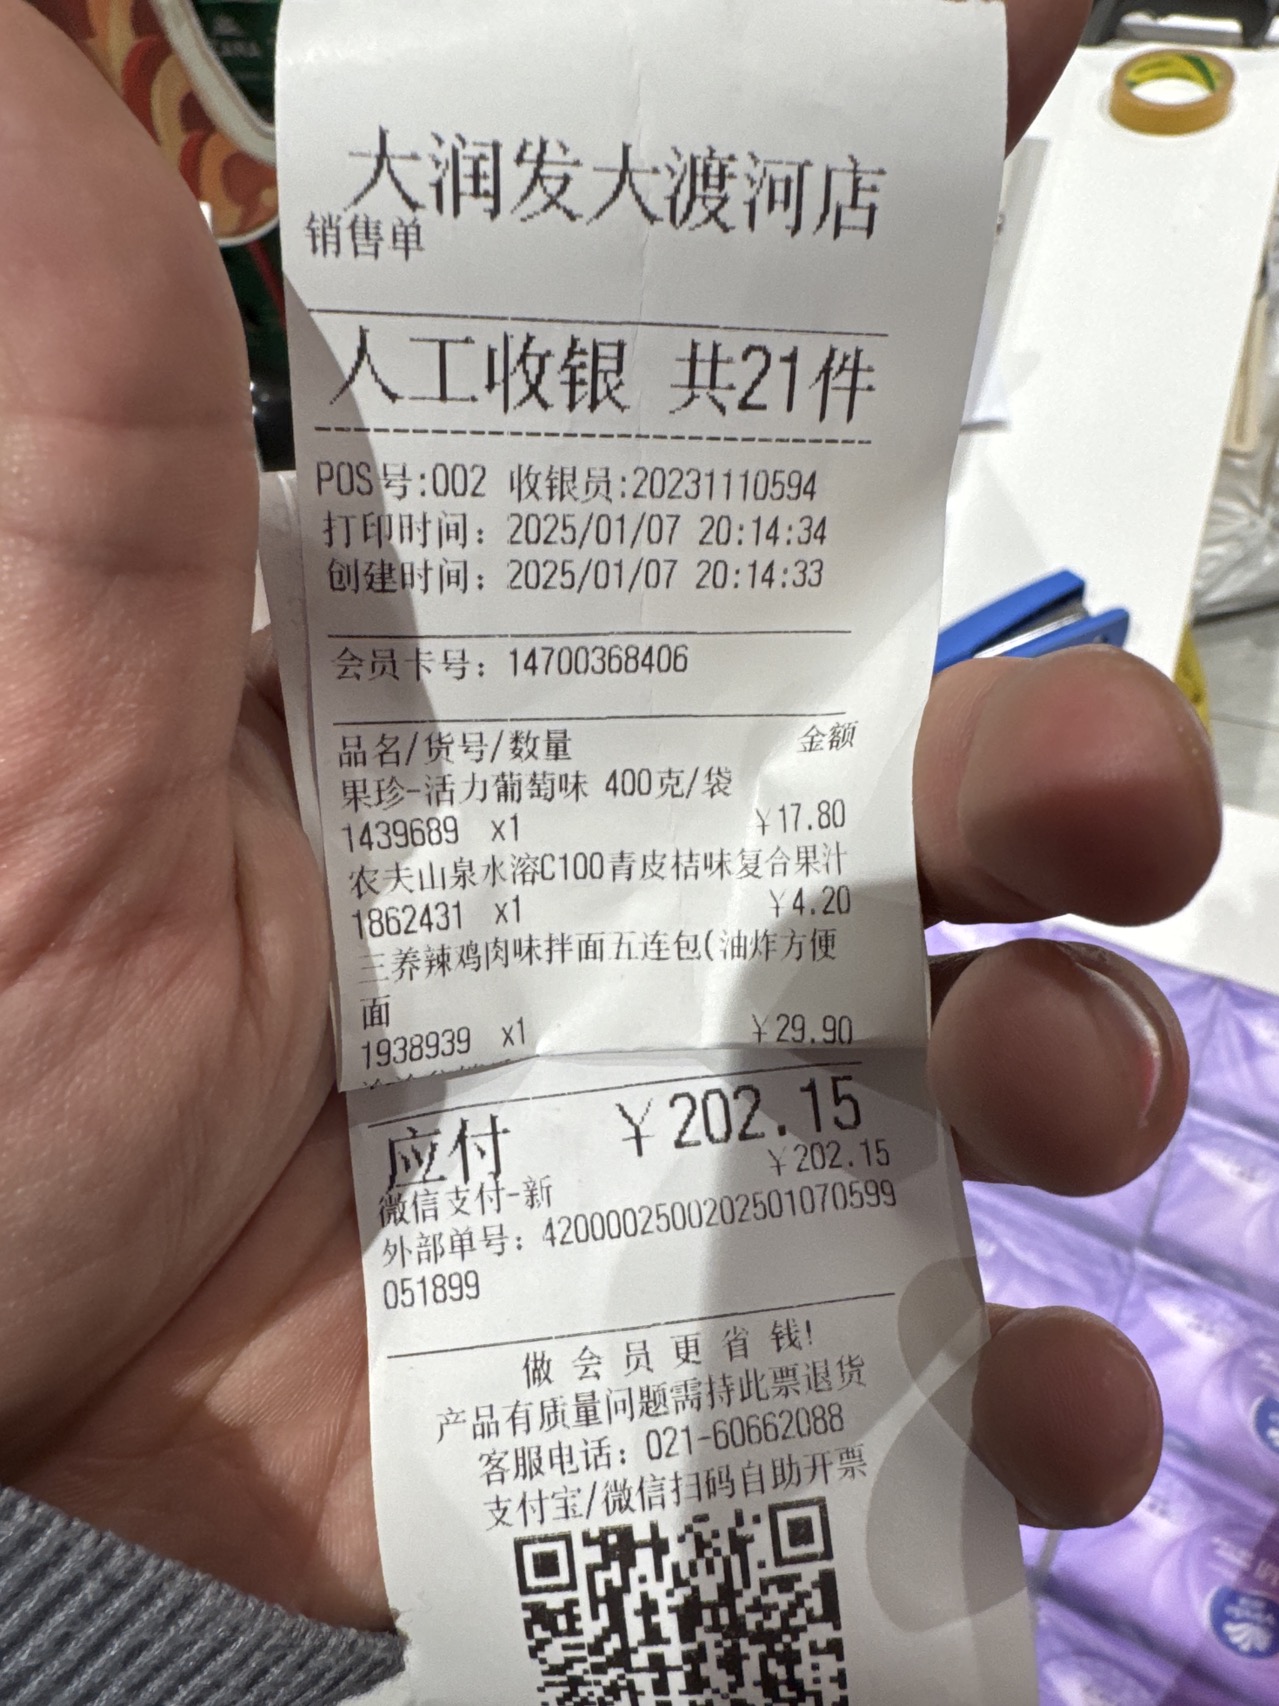 大润发大渡河店
销售单
人工收银 共21件
POS号:002 收银员:20231110594
打印时间：2025/01/07 20:14:34
创建时间：2025/01/07 20:14:33
会员卡号：14700368406
品名/货号/数量 金额
果珍-活力葡萄味 400克/袋
1439689 x1 ￥17.80
农夫山泉水溶C100青皮桔味复合果汁
1862431 x1 ￥4.20
三养辣鸡肉味拌面五连包(油炸方便
面
1938939 x1 ￥29.90
应付 ￥202.15
微信支付-新 ￥202.15
外部单号：4200002500202501070599
051899
做 会 员 更 省 钱!
产品有质量问题需持此票退货
客服电话：021-60662088
支付宝/微信扫码自助开票